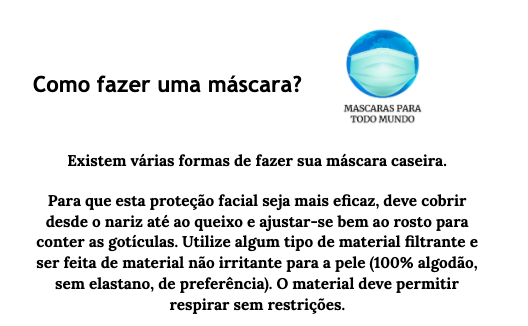 Como fazer uma máscara?
MASCARAS PARA
TODO MUNDO
Existem várias formas de fazer sua máscara caseira.
Para que esta proteção facial seja mais eficaz, deve cobrir
desde o nariz até ao queixo e ajustar-se bem ao rosto para
conter as gotículas. Utilize algum tipo de material filtrante e
ser feita de material não irritante para a pele (100% algodão,
sem elastano, de preferência). O material deve permitir
respirar sem restrições.